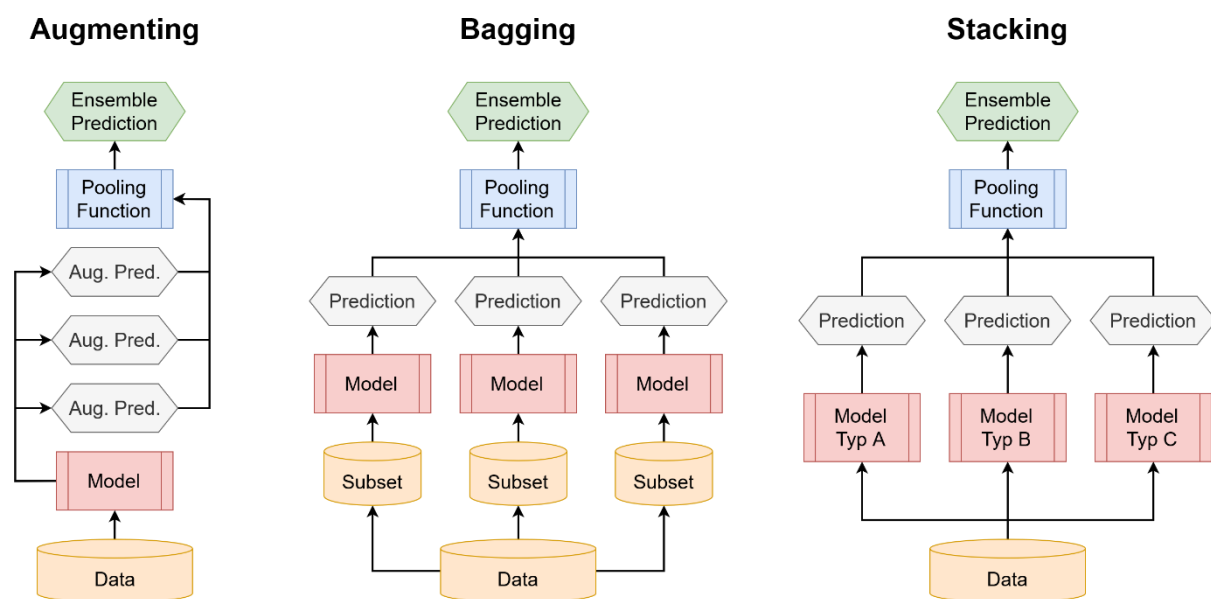 Augmenting
Ensemble
Prediction
Pooling
Function
Aug. Pred.
Aug. Pred.
Aug. Pred.
Model
Data
Bagging
Ensemble
Prediction
Pooling
Function
Prediction
Prediction
Prediction
Model
Model
Model
Subset
Subset
Subset
Data
Stacking
Ensemble
Prediction
Pooling
Function
Prediction
Prediction
Prediction
Model
Typ A
Model
Typ B
Model
Typ C
Data